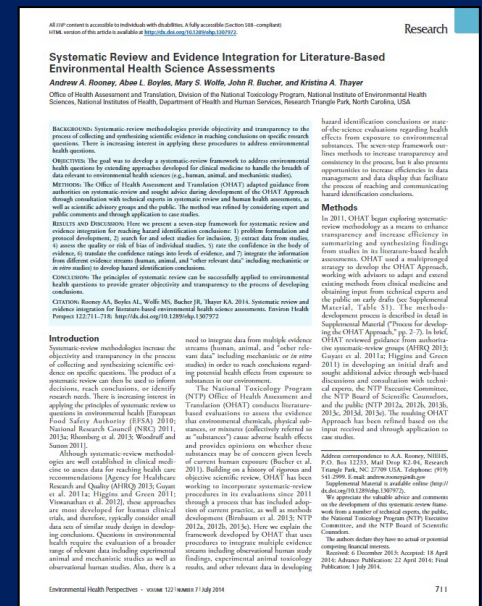 All EHP content is accessible to individuals with disabilities. A fully accessible (Section 508–compliant)
HTML version of this article is available at http://dx.doi.org/10.1289/ehp.1307972.
Research
Systematic Review and Evidence Integration for Literature-Based
Environmental Health Science Assessments
Andrew A. Rooney, Abee L. Boyles, Mary S. Wolfe, John R. Bucher, and Kristina A. Thayer
Office of Health Assessment and Translation, Division of the National Toxicology Program, National Institute of Environmental Health
Sciences, National Institutes of Health, Department of Health and Human Services, Research Triangle Park, North Carolina, USA
BACKGROUND: Systematic-review methodologies provide objectivity and transparency to the
process of collecting and synthesizing scientific evidence in reaching conclusions on specific research
questions. There is increasing interest in applying these procedures to address environmental
health questions.
OBJECTIVES: The goal was to develop a systematic-review framework to address environmental
health questions by extending approaches developed for clinical medicine to handle the breadth of
data relevant to environmental health sciences (e.g., human, animal, and mechanistic studies).
METHODS: The Office of Health Assessment and Translation (OHAT) adapted guidance from
authorities on systematic-review and sought advice during development of the OHAT Approach
through consultation with technical experts in systematic review and human health assessments, as
well as scientific advisory groups and the public. The method was refined by considering expert and
public comments and through application to case studies.
RESULTS AND DISCUSSION: Here we present a seven-step framework for systematic review and
evidence integration for reaching hazard identification conclusions: 1) problem formulation and
protocol development, 2) search for and select studies for inclusion, 3) extract data from studies,
4) assess the quality or risk of bias of individual studies, 5) rate the confidence in the body of
evidence, 6) translate the confidence ratings into levels of evidence, and 7) integrate the information
from different evidence streams (human, animal, and "other relevant data" including mechanistic or
in vitro studies) to develop hazard identification conclusions.
CONCLUSION: The principles of systematic review can be successfully applied to environmental
health questions to provide greater objectivity and transparency to the process of developing
conclusions.
CITATION: Rooney AA, Boyles AL, Wolfe MS, Bucher JR, Thayer KA. 2014. Systematic review and
evidence integration for literature-based environmental health science assessments. Environ Health
Perspect 122:711–718; http://dx.doi.org/10.1289/ehp.1307972
Introduction
Systematic-review methodologies increase the
objectivity and transparency in the process
of collecting and synthesizing scientific evi-
dence on specific questions. The product of a
systematic review can then be used to inform
decisions, reach conclusions, or identify
research needs. There is increasing interest in
applying the principles of systematic review to
questions in environmental health [European
Food Safety Authority (EFSA) 2010;
National Research Council (NRC) 2011,
2013a; Rhomberg et al. 2013; Woodruff and
Sutton 2011].
Although systematic-review methodol-
ogies are well established in clinical medi-
cine to assess data for reaching health care
recommendations [Agency for Healthcare
Research and Quality (AHRQ) 2013; Guyatt
et al. 2011a; Higgins and Green 2011;
Viswanathan et al. 2012], these approaches
are most developed for human clinical
trials, and therefore, typically consider small
data sets of similar study design in develop-
ing conclusions. Questions in environmental
health require the evaluation of a broader
range of relevant data including experimental
animal and mechanistic studies as well as
observational human studies. Also, there is a
need to integrate data from multiple evidence
streams (human, animal, and "other rele-
vant data" including mechanistic or in vitro
studies) in order to reach conclusions regard-
ing potential health effects from exposure to
substances in our environment.
The National Toxicology Program
(NTP) Office of Health Assessment and
Translation (OHAT) conducts literature-
based evaluations to assess the evidence
that environmental chemicals, physical sub-
stances, or mixtures (collectively referred to
as "substances") cause adverse health effects
and provides opinions on whether these
substances may be of concern given levels
of current human exposure (Bucher et al.
2011). Building on a history of rigorous and
objective scientific review, OHAT has been
working to incorporate systematic-review
procedures in its evaluations since 2011
through a process that has included adop-
tion of current practice, as well as methods
development (Birnbaum et al. 2013; NTP
2012a, 2012b, 2013c). Here we explain the
framework developed by OHAT that uses
procedures to integrate multiple evidence
streams including observational human study
findings, experimental animal toxicology
results, and other relevant data in developing
hazard identification conclusions or state-
of-the-science evaluations regarding health
effects from exposure to environmental
substances. The seven-step framework out-
lines methods to increase transparency and
consistency in the process, but it also presents
opportunities to increase efficiencies in data
management and data display that facilitate
the process of reaching and communicating
hazard identification conclusions.
Methods
In 2011, OHAT began exploring systematic-
review methodology as a means to enhance
transparency and increase efficiency in
summarizing and synthesizing findings
from studies in its literature-based health
assessments. OHAT used a multipronged
strategy to develop the OHAT Approach,
working with advisors to adapt and extend
existing methods from clinical medicine and
obtaining input from technical experts and
the public on early drafts (see Supplemental
Material, Table S1). The methods-
development process is described in detail in
Supplemental Material ("Process for develop-
ing the OHAT Approach," pp. 2–7). In brief,
OHAT reviewed guidance from authorita-
tive systematic-review groups (AHRQ 2013;
Guyatt et al. 2011a; Higgins and Green
2011) in developing an initial draft and
sought additional advice through web-based
discussions and consultation with techni-
cal experts, the NTP Executive Committee,
the NTP Board of Scientific Counselors,
and the public (NTP 2012a, 2012b, 2013b,
2013c, 2013d, 2013e). The resulting OHAT
Approach has been refined based on the
input received and through application to
case studies.
Address correspondence to A.A. Rooney, NIEHS,
P.O. Box 12233, Mail Drop K2-04, Research
Triangle Park, NC 27709 USA. Telephone: (919)
541-2999. E-mail: andrew.rooney@nih.gov
Supplemental Material is available online (http://
dx.doi.org/10.1289/ehp.1307972).
We appreciate the valuable advice and comments
on the development of this systematic-review frame-
work from a number of technical experts, the public,
the National Toxicology Program (NTP) Executive
Committee, and the NTP Board of Scientific
Counselors.
The authors declare they have no actual or potential
competing financial interests.
Received: 6 December 2013; Accepted: 18 April
2014; Advance Publication: 22 April 2014; Final
Publication: 1 July 2014.
Environmental Health Perspectives • VOLUME 122 | NUMBER 7 | July 2014
711